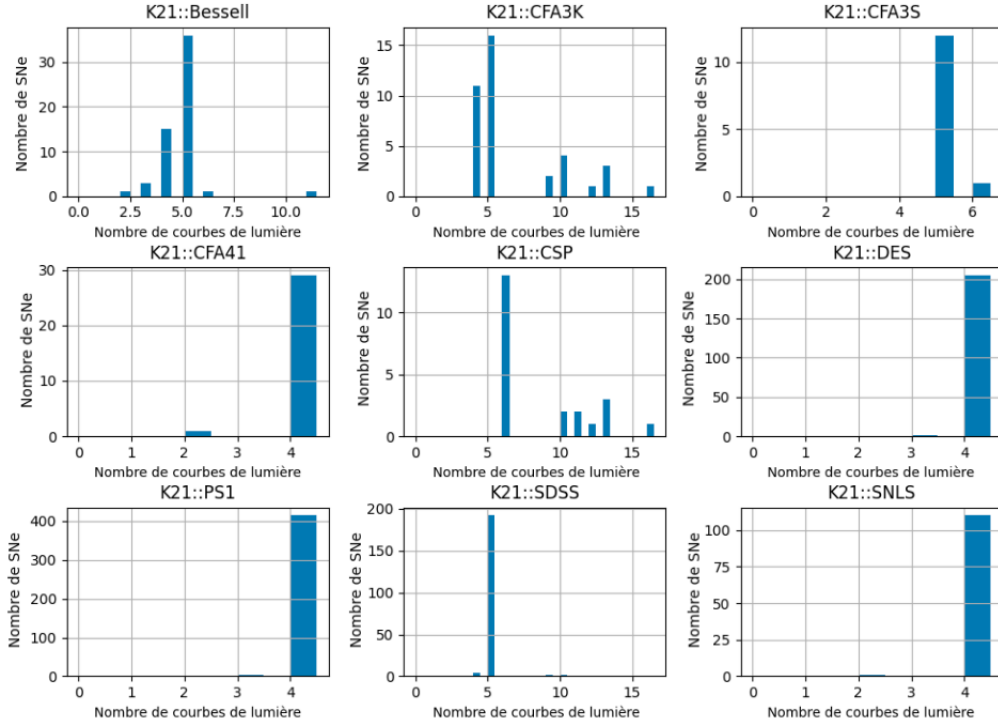 K21::Bessell
Nombre de SNe
30
20
10
0
0.0 2.5 5.0 7.5 10.0
Nombre de courbes de lumière
K21::CFA3K
Nombre de SNe
15
10
5
0
0 5 10 15
Nombre de courbes de lumière
K21::CFA3S
Nombre de SNe
10
5
0
0 2 4 6
Nombre de courbes de lumière
K21::CFA41
Nombre de SNe
30
20
10
0
0 1 2 3 4
Nombre de courbes de lumière
K21::CSP
Nombre de SNe
10
5
0
0 5 10 15
Nombre de courbes de lumière
K21::DES
Nombre de SNe
200
150
100
50
0
0 1 2 3 4
Nombre de courbes de lumière
K21::PS1
Nombre de SNe
400
300
200
100
0
0 1 2 3 4
Nombre de courbes de lumière
K21::SDSS
Nombre de SNe
200
150
100
50
0
0 5 10 15
Nombre de courbes de lumière
K21::SNLS
Nombre de SNe
100
75
50
25
0
0 1 2 3 4
Nombre de courbes de lumière